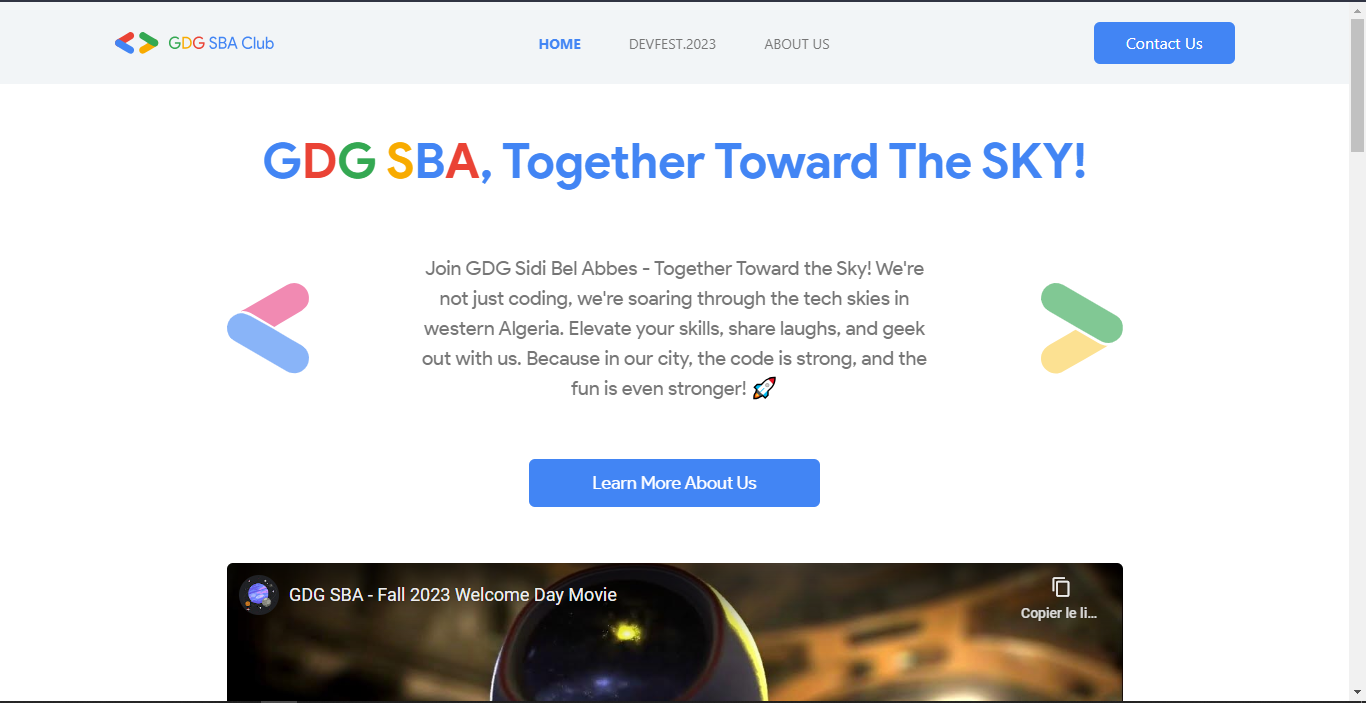 GDG SBA Club
HOME
DEVFEST.2023
ABOUT US
Contact Us
GDG SBA, Together Toward The SKY!
Join GDG Sidi Bel Abbes - Together Toward the Sky! We're
not just coding, we're soaring through the tech skies in
western Algeria. Elevate your skills, share laughs, and geek
out with us. Because in our city, the code is strong, and the
fun is even stronger! 🚀
Learn More About Us
GDG SBA - Fall 2023 Welcome Day Movie
Copier le li...